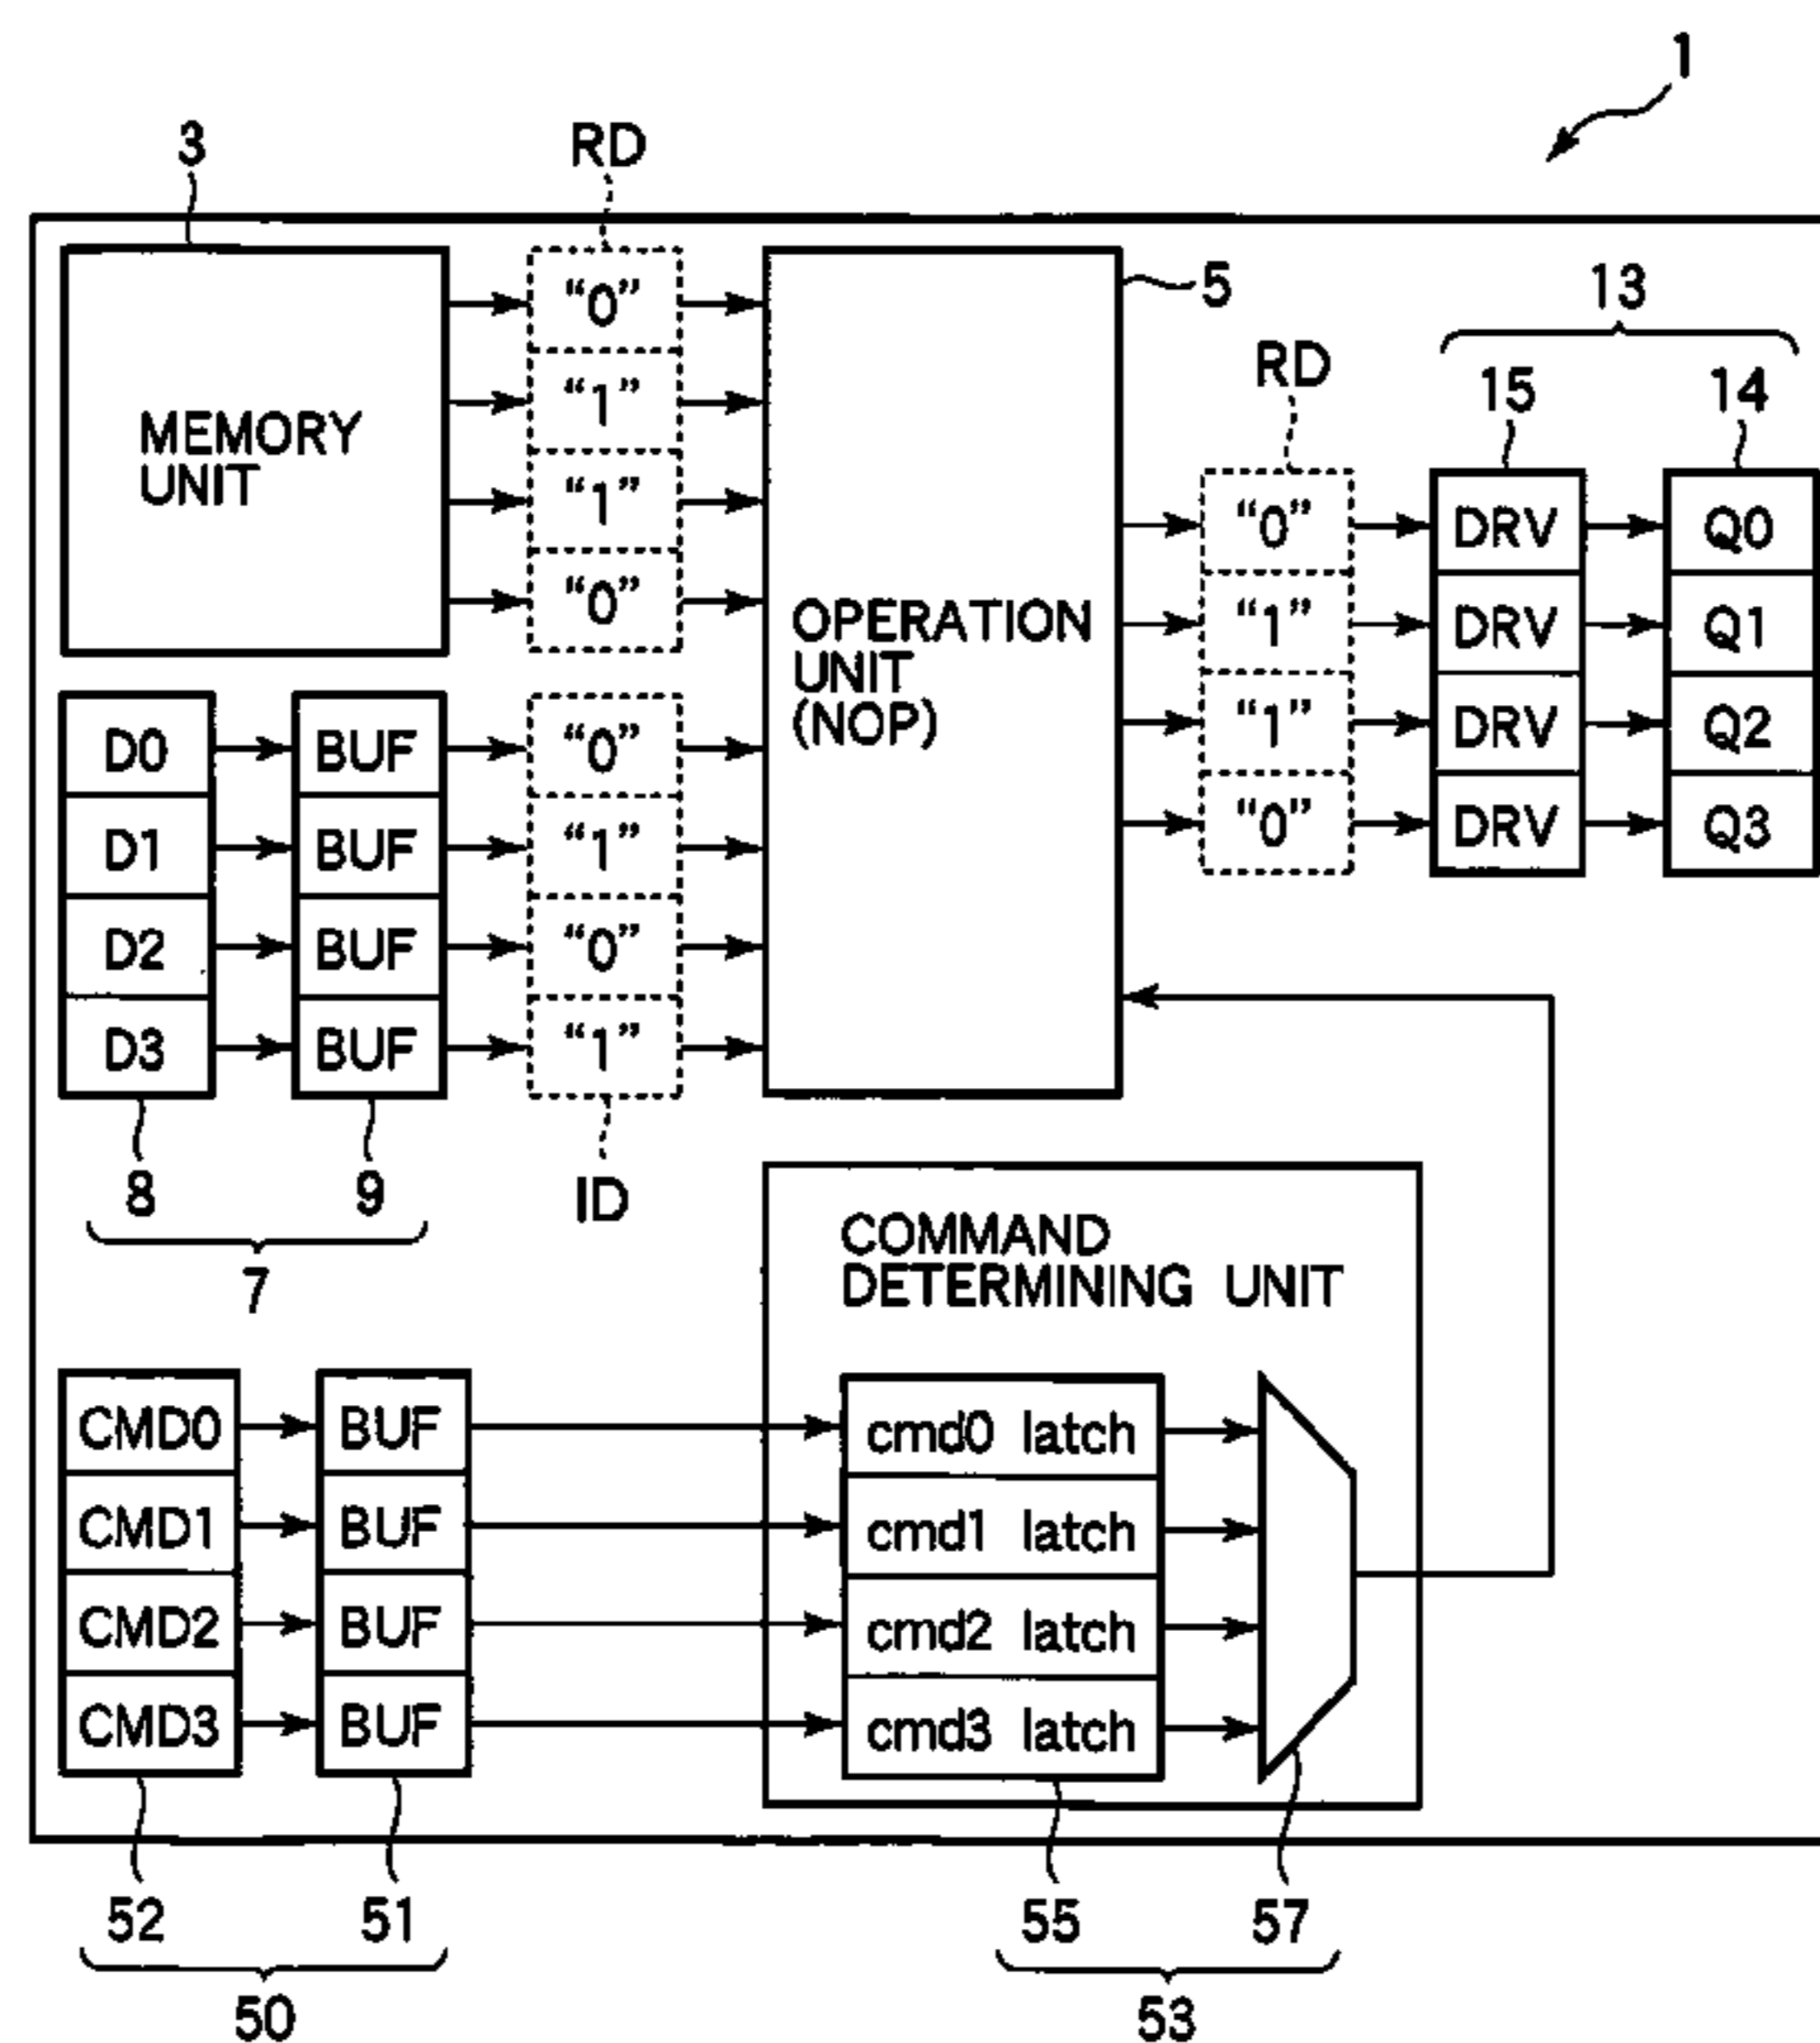 1
3
RD
"0"
"1"
"1"
"0"
MEMORY
UNIT
5
OPERATION
UNIT
(NOP)
13
RD
15
14
"0"
DRV
Q0
"1"
DRV
Q1
"1"
DRV
Q2
"0"
DRV
Q3
D0
BUF
"0"
D1
BUF
"1"
D2
BUF
"0"
D3
BUF
"1"
8
9
ID
7
COMMAND
DETERMINING UNIT
CMD0
BUF
cmd0 latch
CMD1
BUF
cmd1 latch
CMD2
BUF
cmd2 latch
CMD3
BUF
cmd3 latch
52
51
55
57
50
53